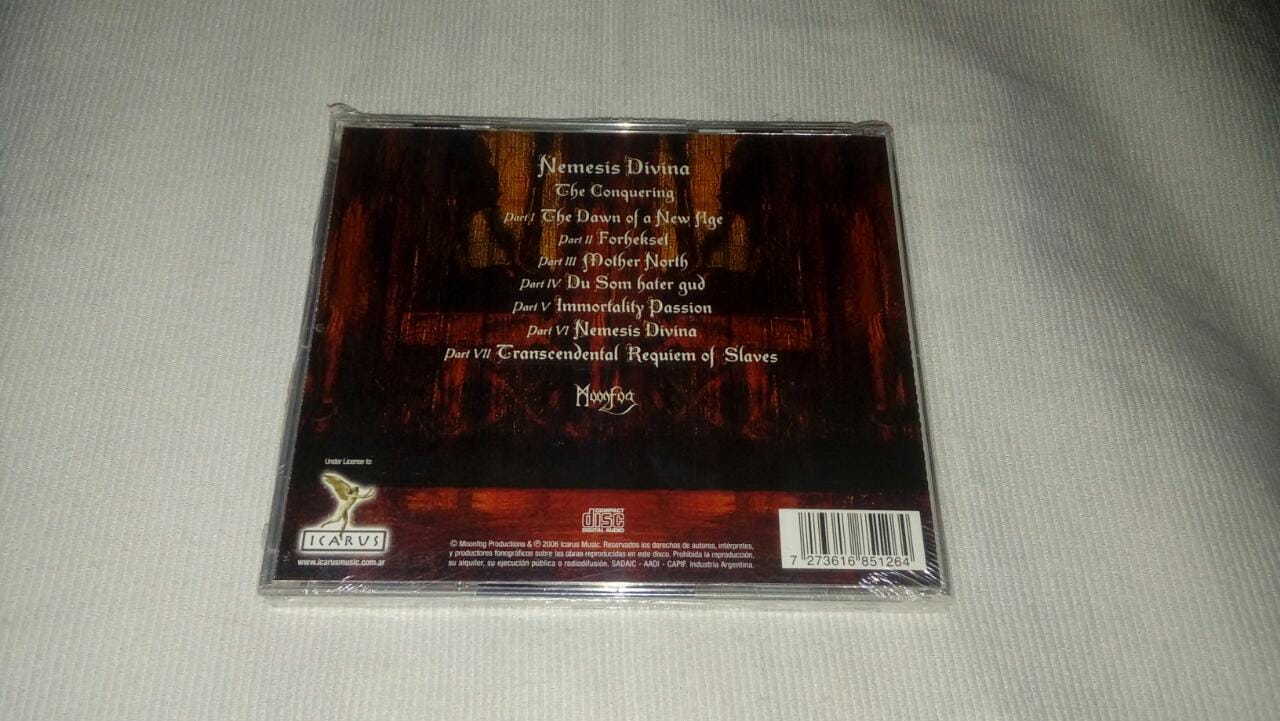 Nemesis Divina
The Conquering
Part I The Dawn of a New Age
Part II Forhekset
Part III Mother North
Part IV Du Som hater gud
Part V Immortality Passion
Part VI Nemesis Divina
Part VII Transcendental Requiem of Slaves
Moonfog
Under License to:
ICARUS
www.icarusmusic.com.ar
COMPACT
disc
DIGITAL AUDIO
© Moonfog Productions & ℗ 2006 Icarus Music. Reservados los derechos de autores, intérpretes,
y productores fonográficos sobre las obras reproducidas en este disco. Prohibida la reproducción,
su alquiler, su ejecución pública o radiodifusión. SADAIC - AADI - CAPIF. Industria Argentina.
7 273616 851264